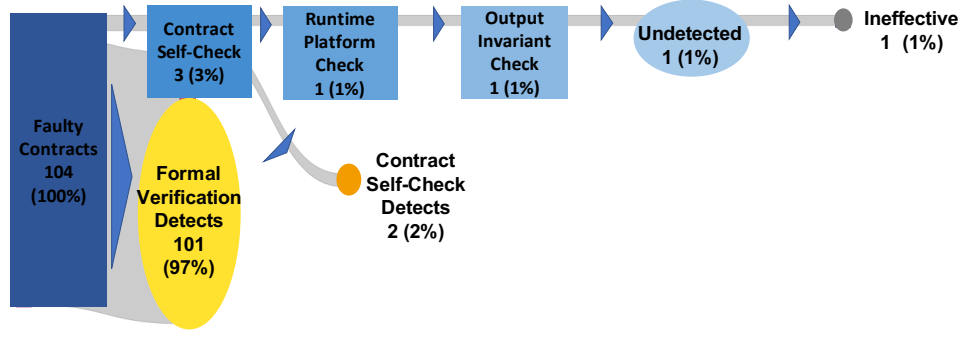 Faulty
Contracts
104
(100%)
Contract
Self-Check
3 (3%)
Formal
Verification
Detects
101
(97%)
Runtime
Platform
Check
1 (1%)
Contract
Self-Check
Detects
2 (2%)
Output
Invariant
Check
1 (1%)
Undetected
1 (1%)
Ineffective
1 (1%)